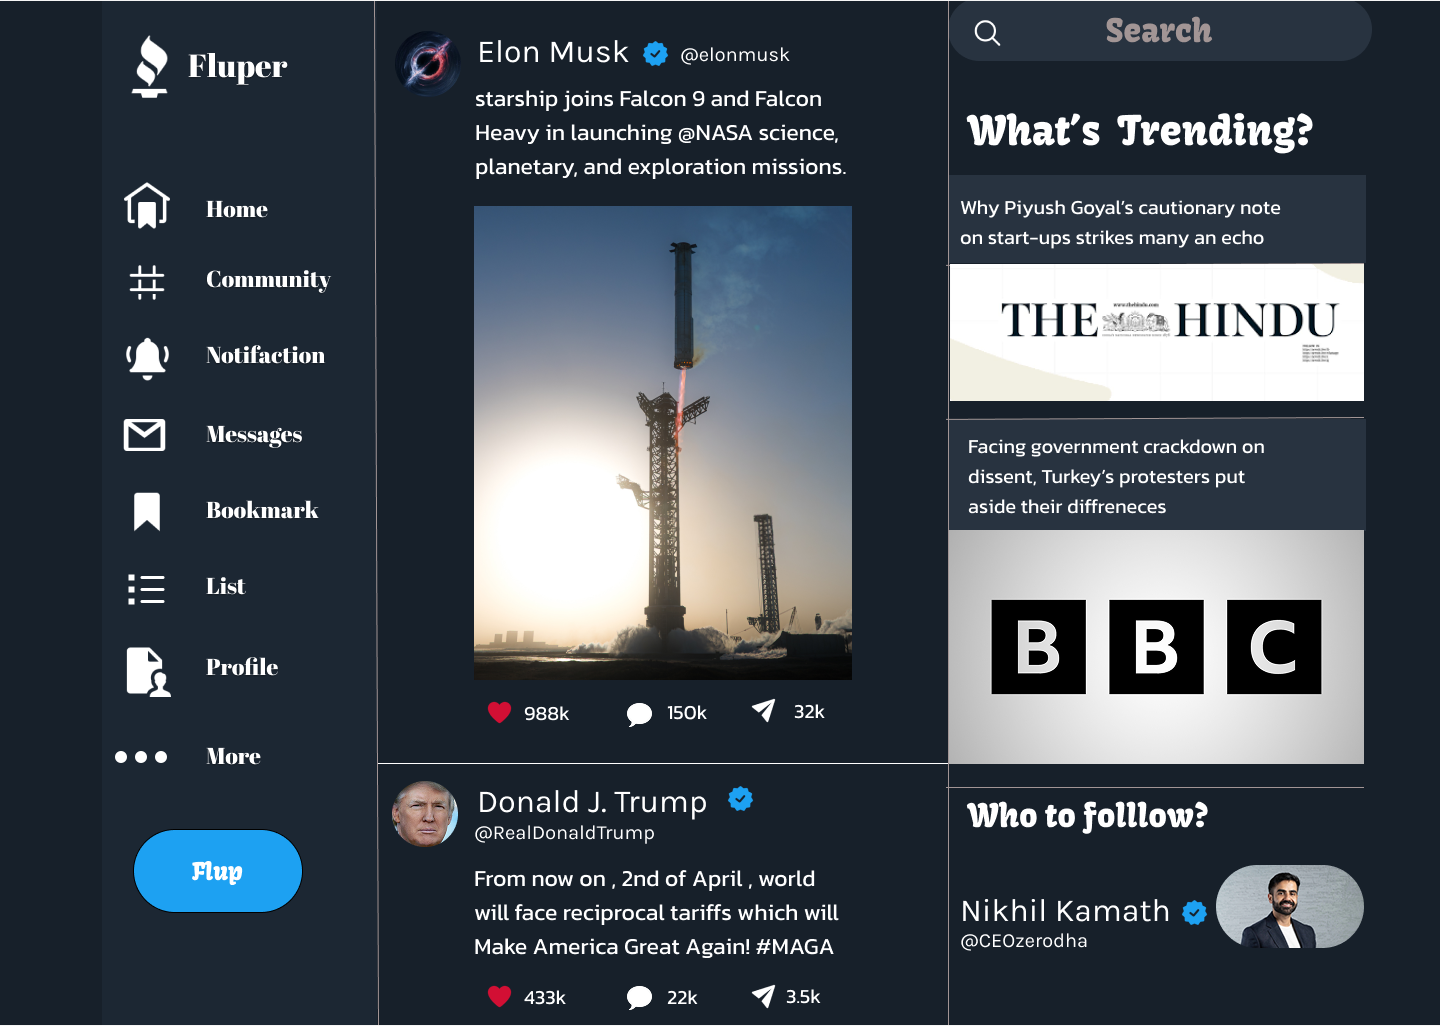 Fluper
Home
Community
Notifaction
Messages
Bookmark
List
Profile
More
Flup
Elon Musk @elonmusk
starship joins Falcon 9 and Falcon
Heavy in launching @NASA science,
planetary, and exploration missions.
988k 150k 32k
Donald J. Trump
@RealDonaldTrump
From now on , 2nd of April , world
will face reciprocal tariffs which will
Make America Great Again! #MAGA
433k 22k 3.5k
Search
What's Trending?
Why Piyush Goyal's cautionary note
on start-ups strikes many an echo
www.thehindu.com
THE HINDU
Facing government crackdown on
dissent, Turkey's protesters put
aside their diffreneces
BBC
Who to folllow?
Nikhil Kamath
@CEOzerodha